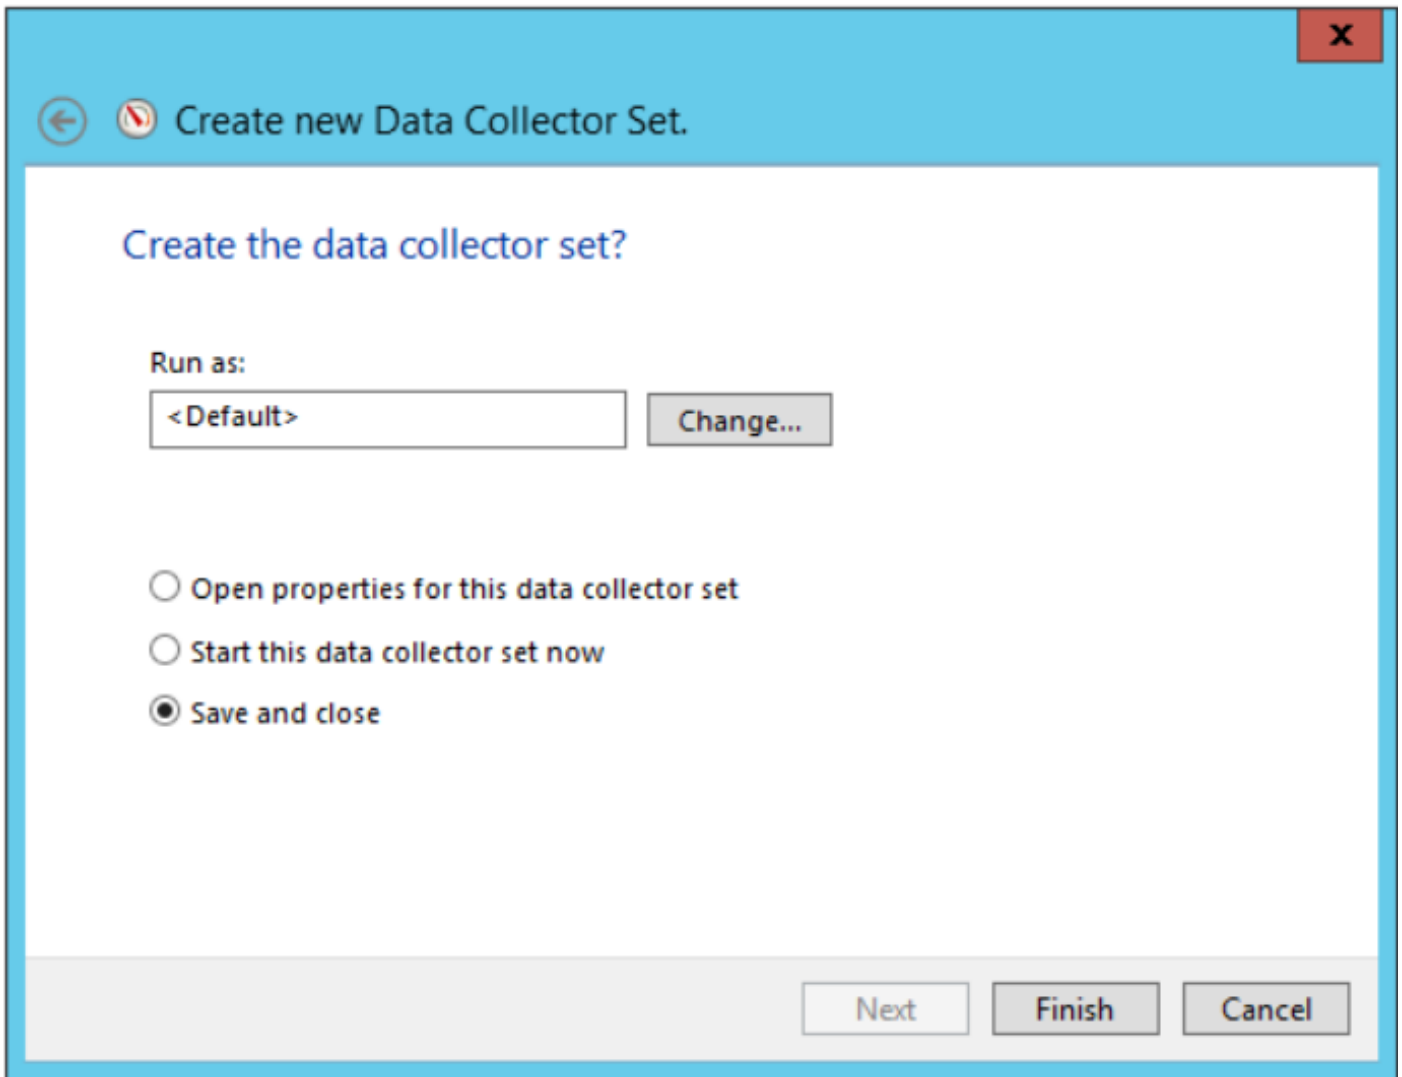 x
Create new Data Collector Set.
Create the data collector set?
Run as:
<Default>
Change...
Open properties for this data collector set
Start this data collector set now
Save and close
Next
Finish
Cancel